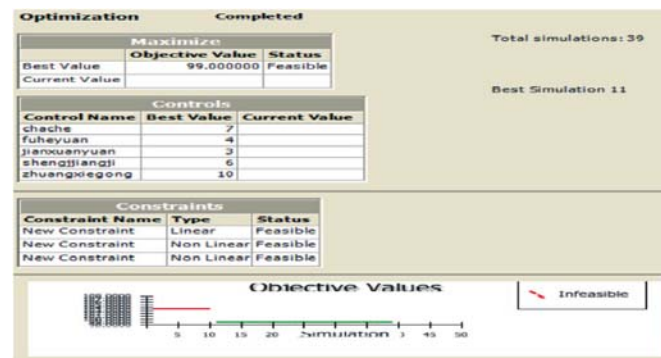 Optimization Completed
Maximize
Objective Value Status
Best Value 99.000000 Feasible
Current Value
Total simulations: 39
Best Simulation 11
Controls
Control Name Best Value Current Value
chache 7
fuheyuan 4
jianxuanyuan 3
shengjiangji 6
zhuangxiegong 10
Constraints
Constraint Name Type Status
New Constraint Linear Feasible
New Constraint Non Linear Feasible
New Constraint Non Linear Feasible
Objective Values
Infeasible
5 10 15 20 Simulation 3 45 50